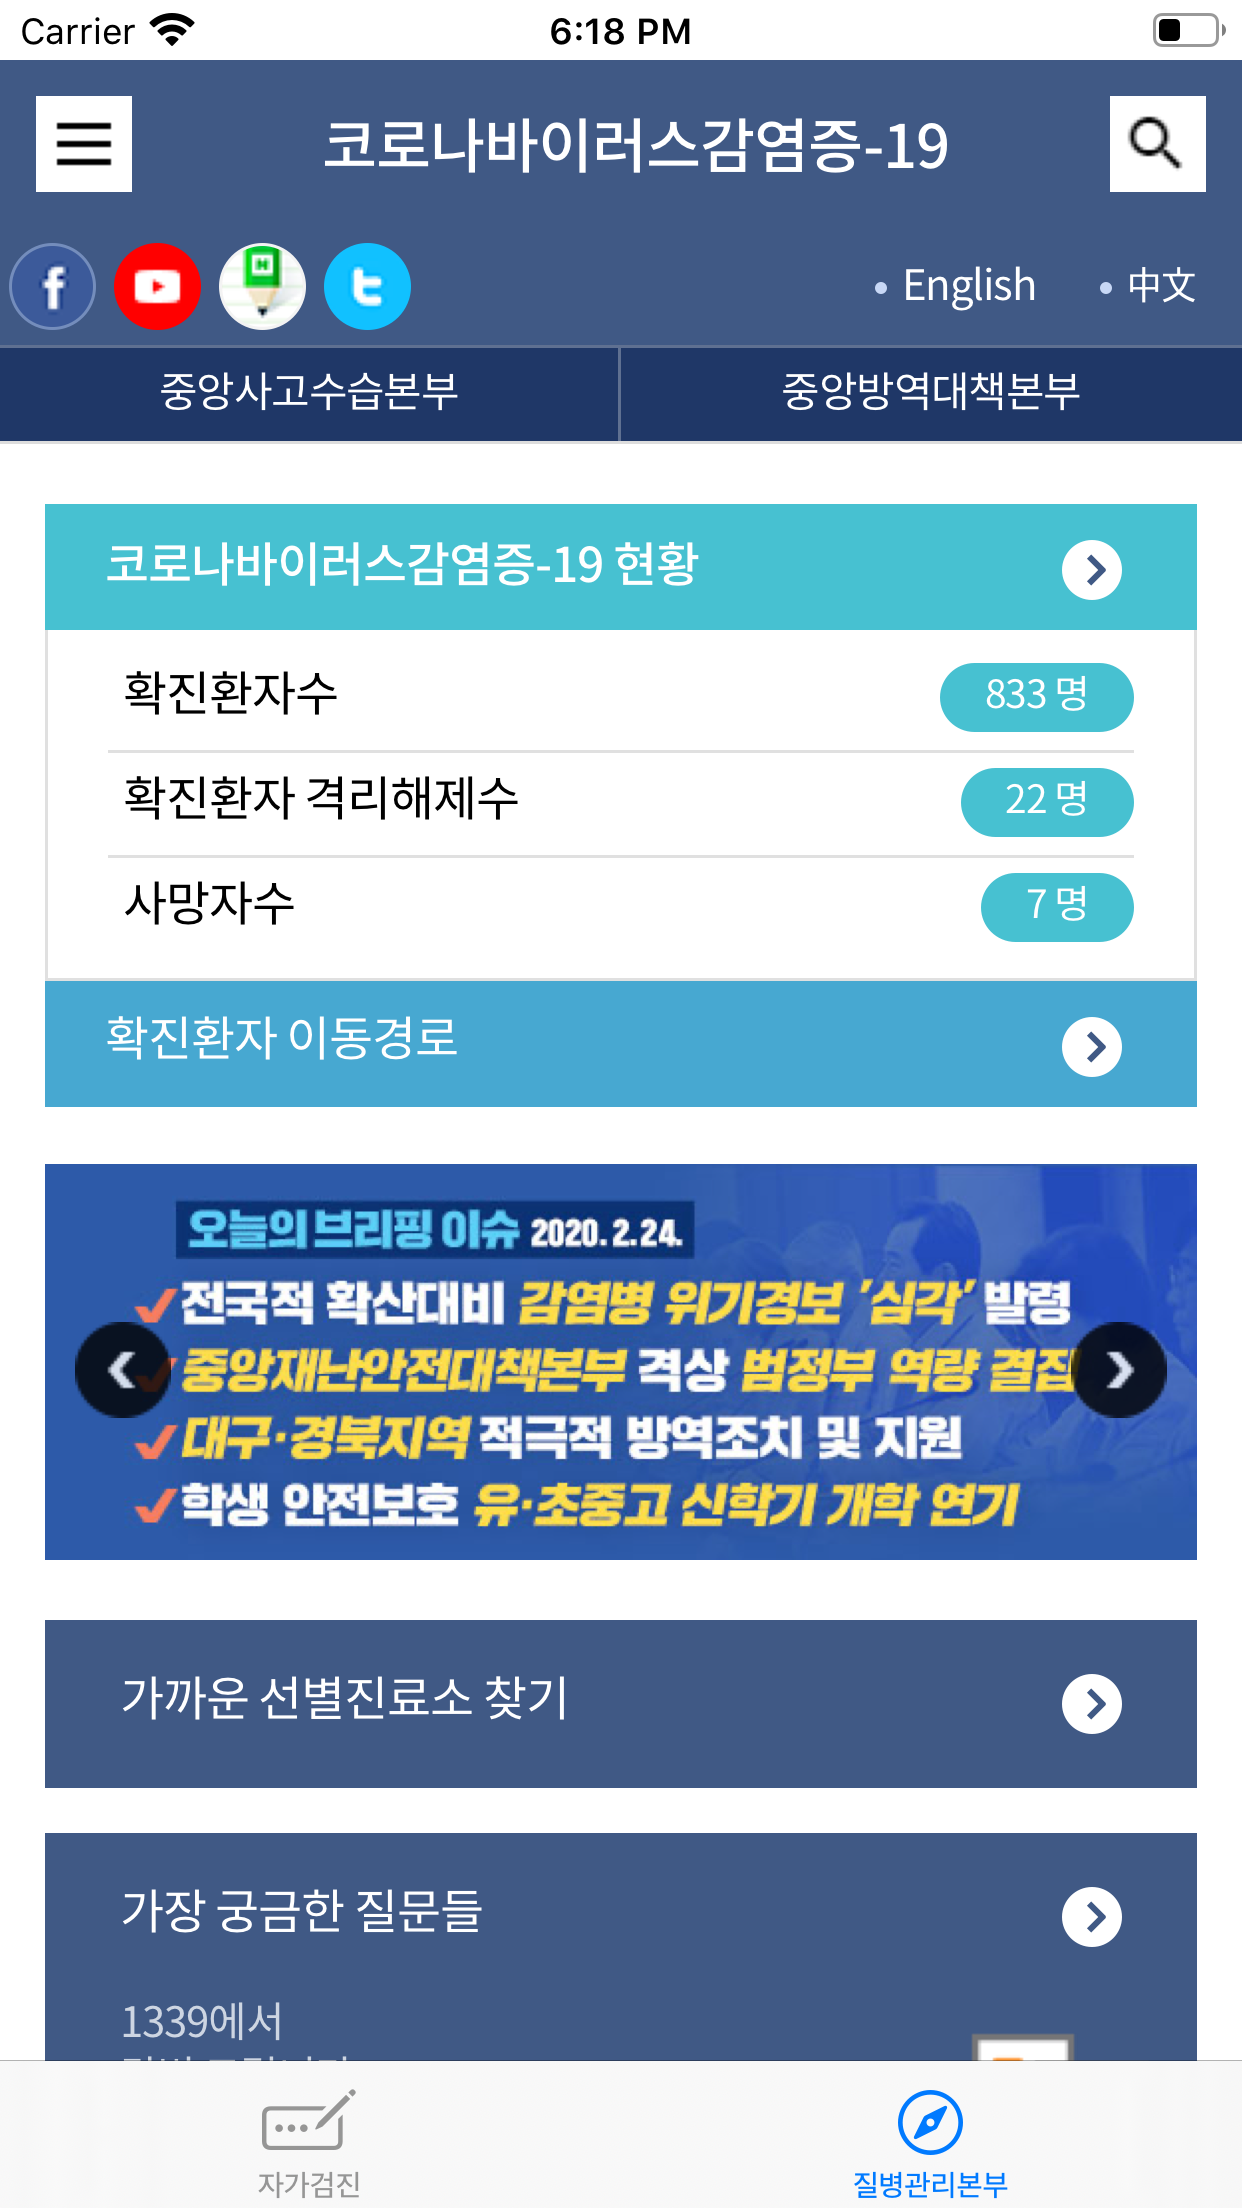 Carrier 6:18 PM
코로나바이러스감염증-19
English 中文
중앙사고수습본부 중앙방역대책본부
코로나바이러스감염증-19 현황
확진환자수 833 명
확진환자 격리해제수 22 명
사망자수 7 명
확진환자 이동경로
오늘의 브리핑 이슈 2020. 2. 24.
전국적 확산대비 감염병 위기경보 '심각' 발령
중앙재난안전대책본부 격상 범정부 역량 결집
대구·경북지역 적극적 방역조치 및 지원
학생 안전보호 유·초중고 신학기 개학 연기
가까운 선별진료소 찾기
가장 궁금한 질문들
1339에서
자가검진 질병관리본부